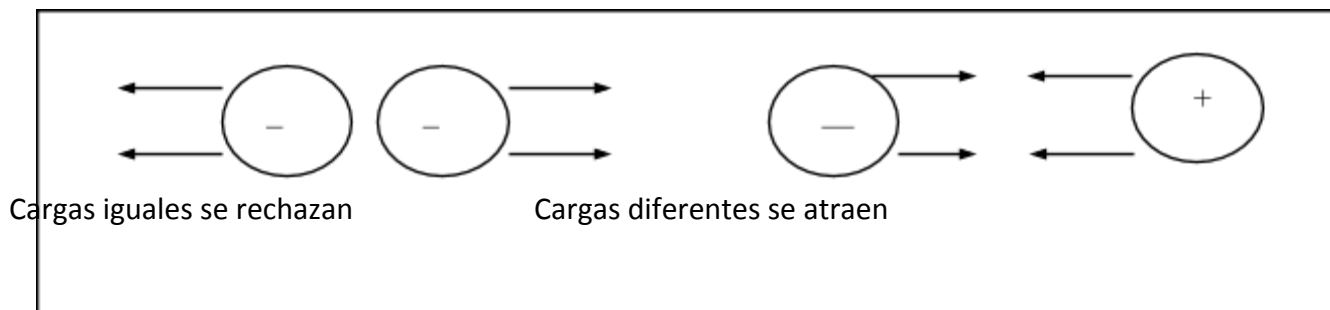 – – — +
Cargas iguales se rechazan Cargas diferentes se atraen